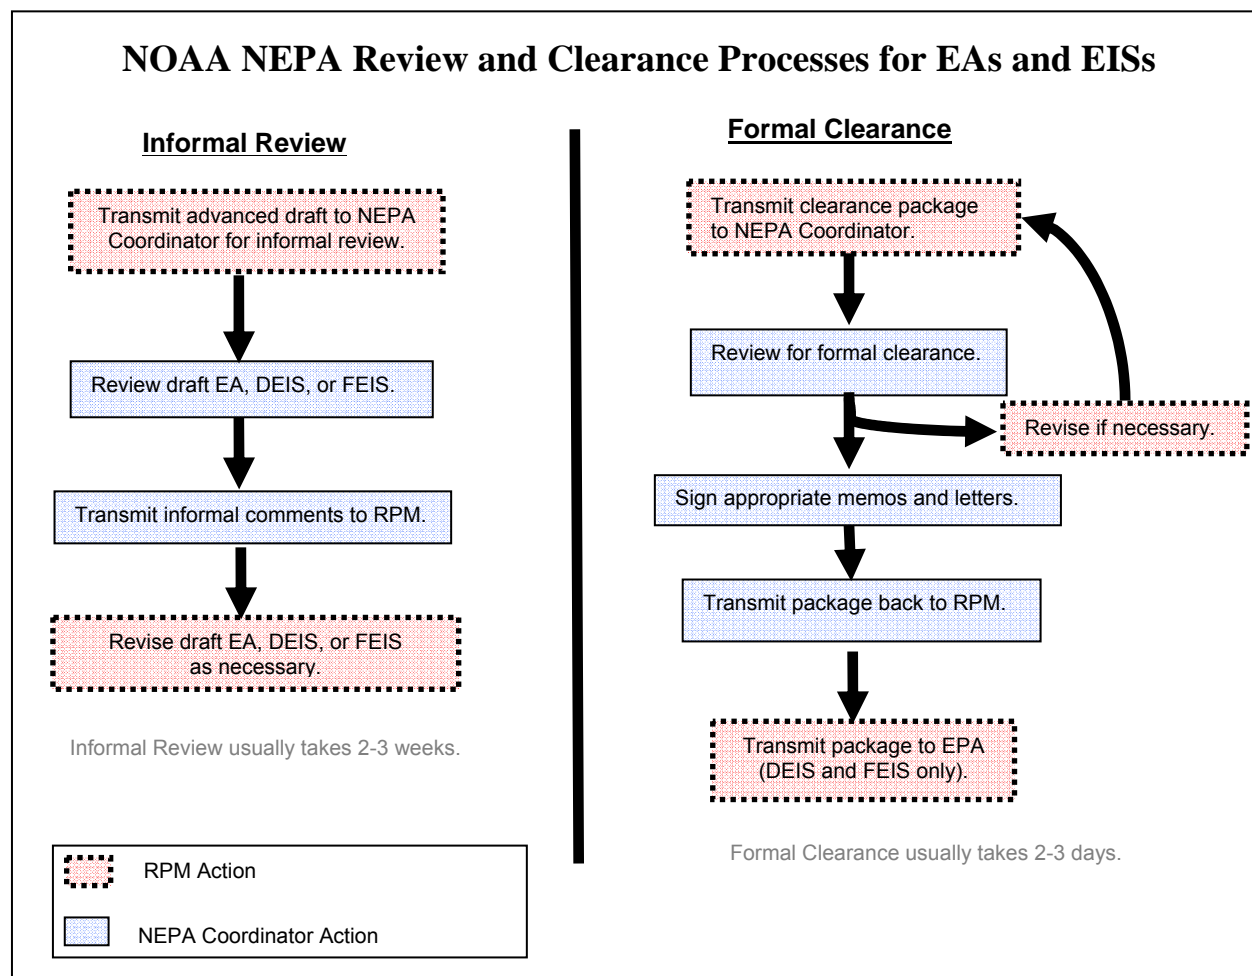 NOAA NEPA Review and Clearance Processes for EAs and EISs
Informal Review
Transmit advanced draft to NEPA
Coordinator for informal review.
Review draft EA, DEIS, or FEIS.
Transmit informal comments to RPM.
Revise draft EA, DEIS, or FEIS
as necessary.
Informal Review usually takes 2-3 weeks.
Formal Clearance
Transmit clearance package
to NEPA Coordinator.
Review for formal clearance.
Revise if necessary.
Sign appropriate memos and letters.
Transmit package back to RPM.
Transmit package to EPA
(DEIS and FEIS only).
Formal Clearance usually takes 2-3 days.
RPM Action
NEPA Coordinator Action